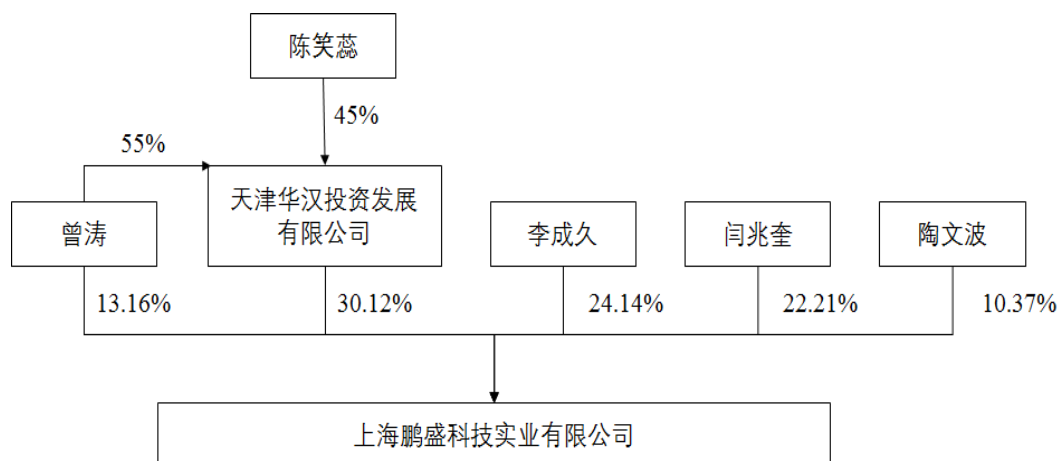 陈笑蕊
45%
55%
天津华汉投资发展
有限公司
曾涛
李成久
闫兆奎
陶文波
13.16%
30.12%
24.14%
22.21%
10.37%
上海鹏盛科技实业有限公司